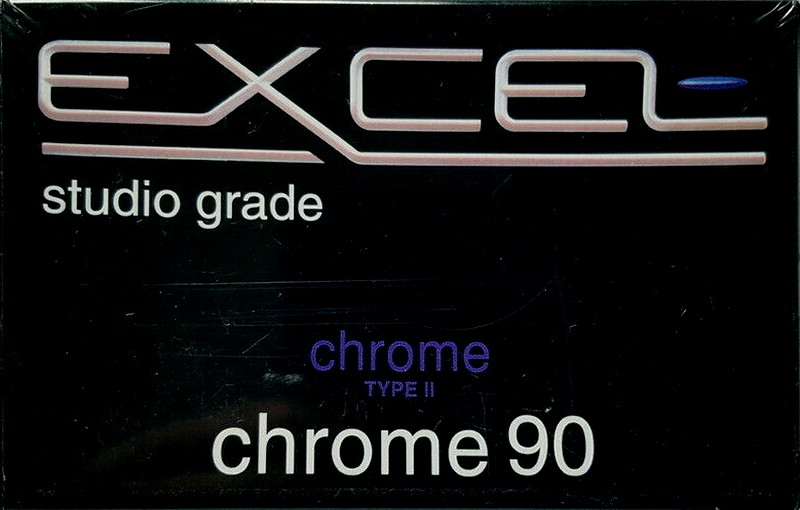 EXCEL
studio grade
chrome
TYPE II
chrome 90